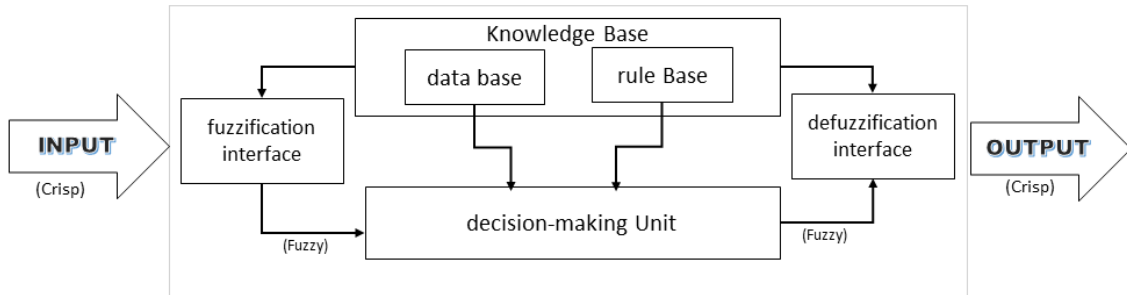 Knowledge Base
data base
rule Base
fuzzification
interface
defuzzification
interface
INPUT
(Crisp)
OUTPUT
(Crisp)
decision-making Unit
(Fuzzy)
(Fuzzy)